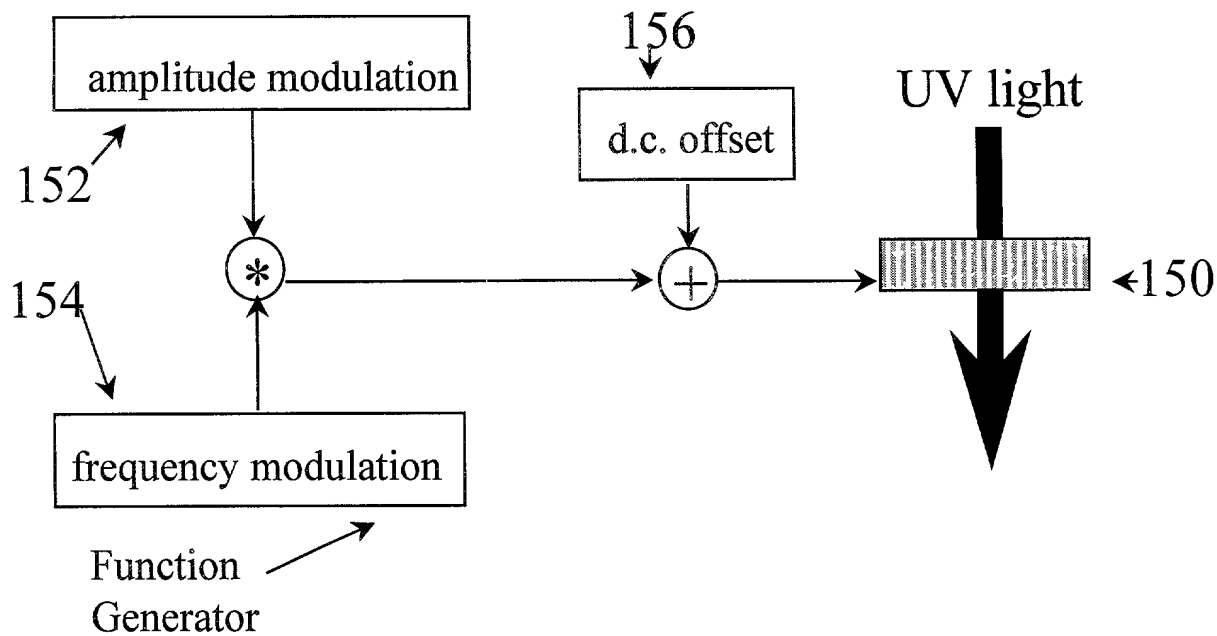 156
amplitude modulation
UV light
d.c. offset
152
*
+
154
150
frequency modulation
Function
Generator